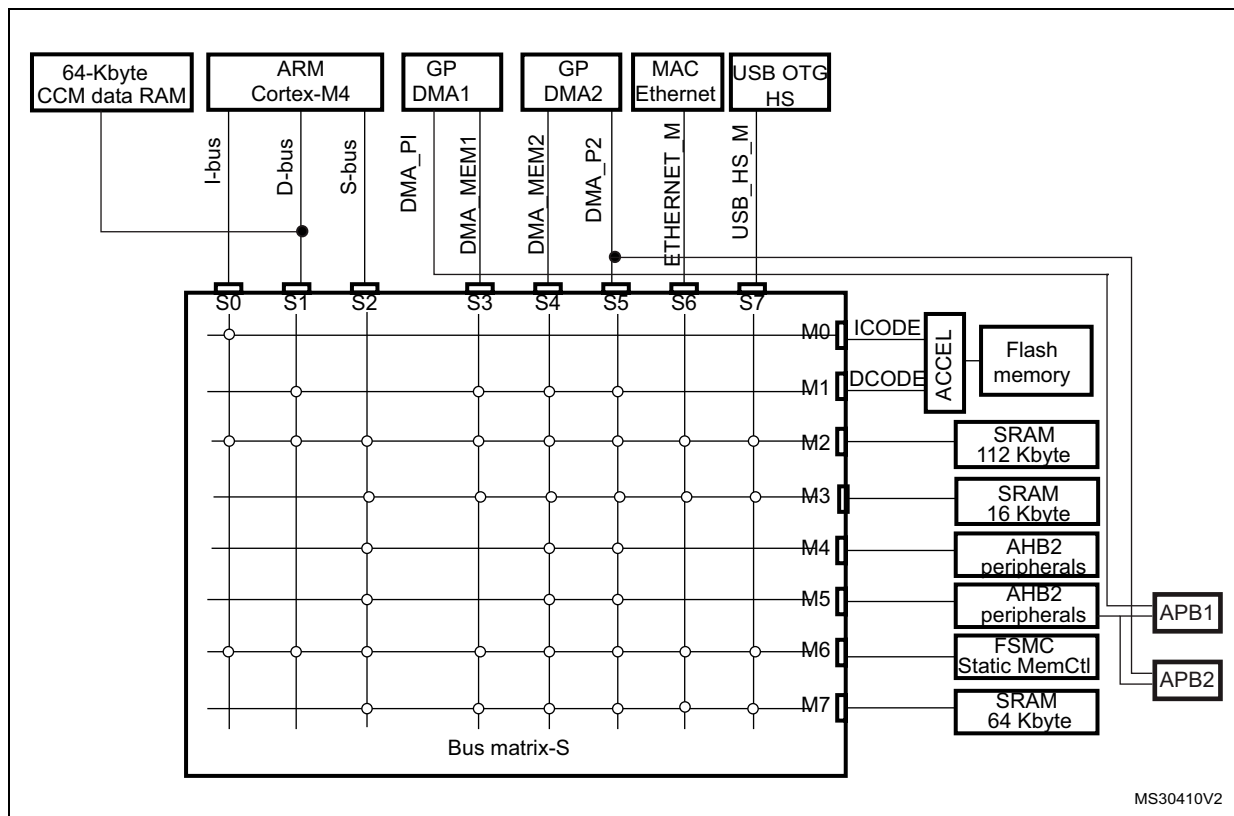 64-Kbyte
CCM data RAM
ARM
Cortex-M4
GP
DMA1
GP
DMA2
MAC
Ethernet
USB OTG
HS
I-bus
D-bus
S-bus
DMA_PI
DMA_MEM1
DMA_MEM2
DMA_P2
ETHERNET_M
USB_HS_M
S0
S1
S2
S3
S4
S5
S6
S7
M0
ICODE
M1
DCODE
ACCEL
Flash
memory
M2
SRAM
112 Kbyte
M3
SRAM
16 Kbyte
M4
AHB2
peripherals
M5
AHB2
peripherals
APB1
M6
FSMC
Static MemCtl
APB2
M7
SRAM
64 Kbyte
Bus matrix-S
MS30410V2